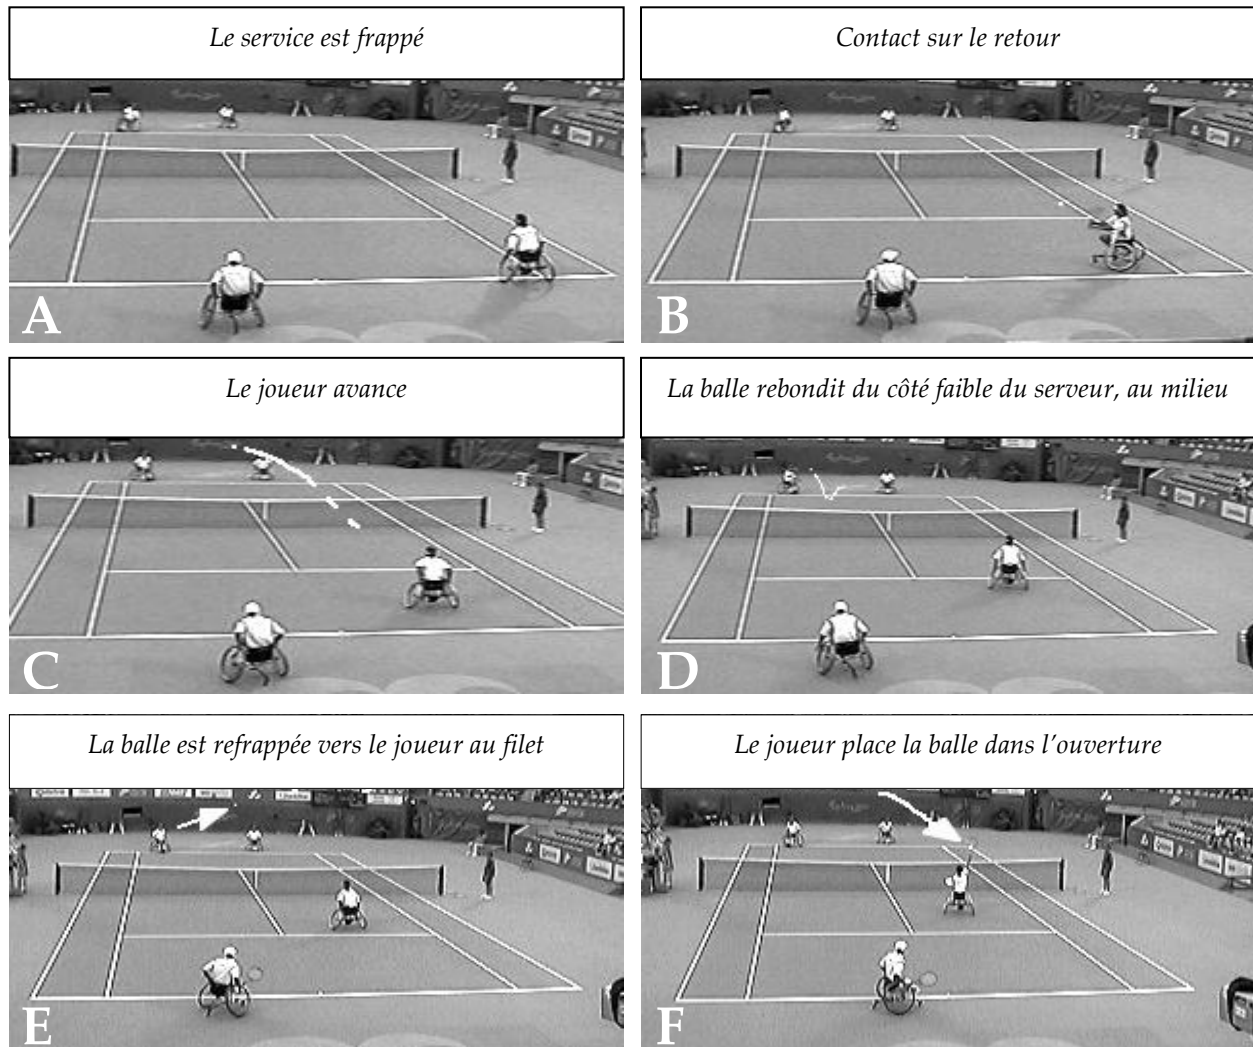 Le service est frappé
Contact sur le retour
A
B
Le joueur avance
La balle rebondit du côté faible du serveur, au milieu
C
D
La balle est refrappée vers le joueur au filet
Le joueur place la balle dans l'ouverture
E
F